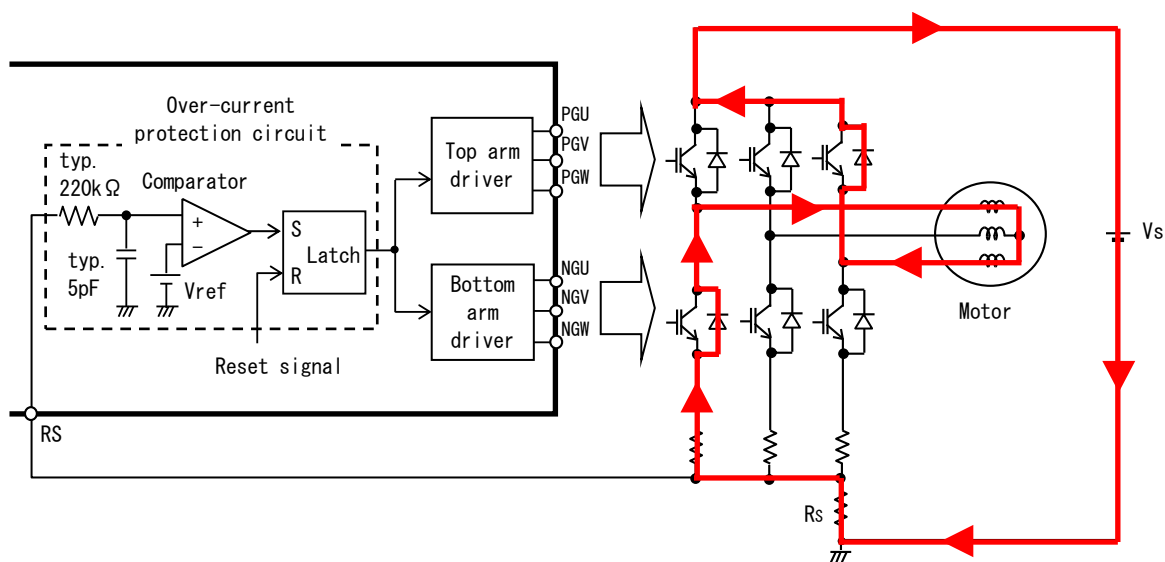 Over-current
protection circuit
typ.
220kΩ
Comparator
+
−
typ.
5pF
Vref
S
R
Latch
Reset signal
RS
Top arm
driver
Bottom
arm
driver
PGU
PGV
PGW
NGU
NGV
NGW
Motor
Vs
Rs